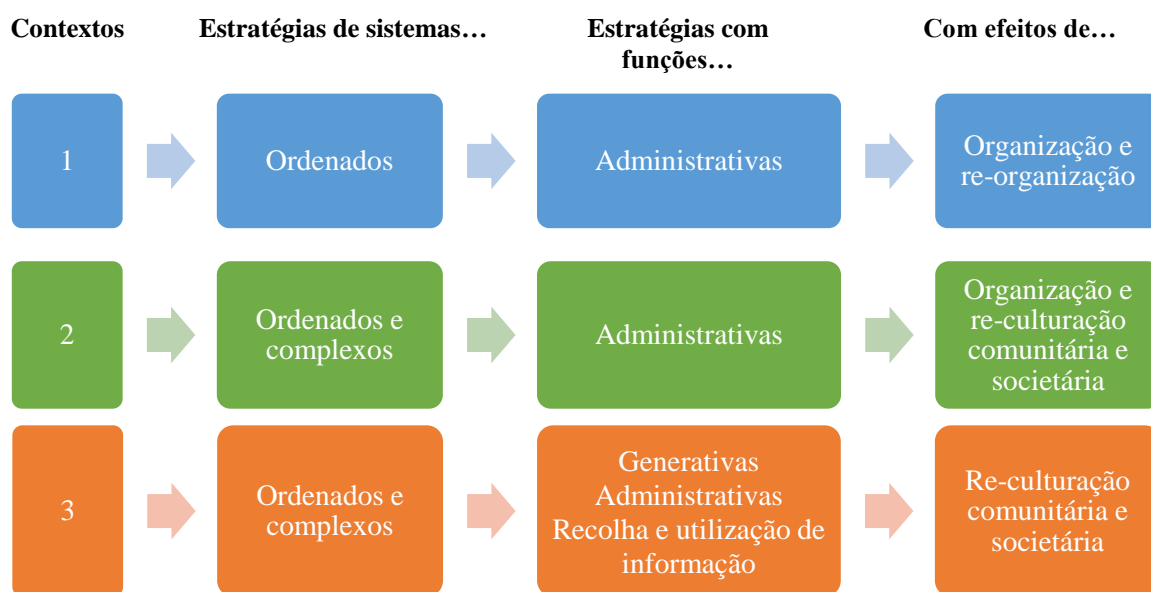 Contextos
Estratégias de sistemas…
Estratégias com
funções…
Com efeitos de…
1
Ordenados
Administrativas
Organização e
re-organização
2
Ordenados e
complexos
Administrativas
Organização e
re-culturação
comunitária e
societária
3
Ordenados e
complexos
Generativas
Administrativas
Recolha e utilização de
informação
Re-culturação
comunitária e
societária